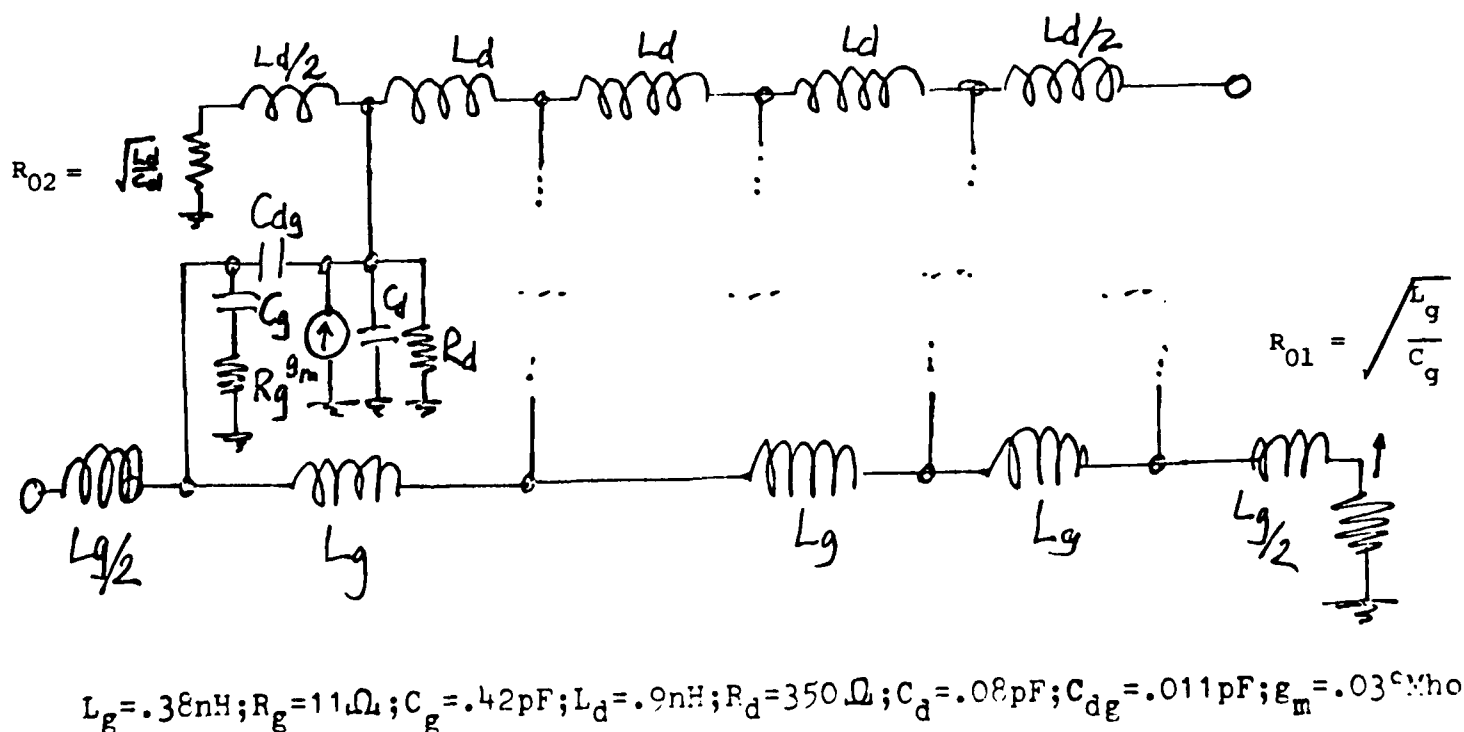 Ld/2
Ld
Ld
Ld
Ld/2
R02 = √Ld/Cd
Cdg
Cg
Rg
gm
Cd
Rd
R01 = √Lg/Cg
Lg/2
Lg
Lg
Lg
Lg/2
Lg=.38nH;Rg=11Ω;Cg=.42pF;Ld=.9nH;Rd=350Ω;Cd=.08pF;Cdg=.011pF;